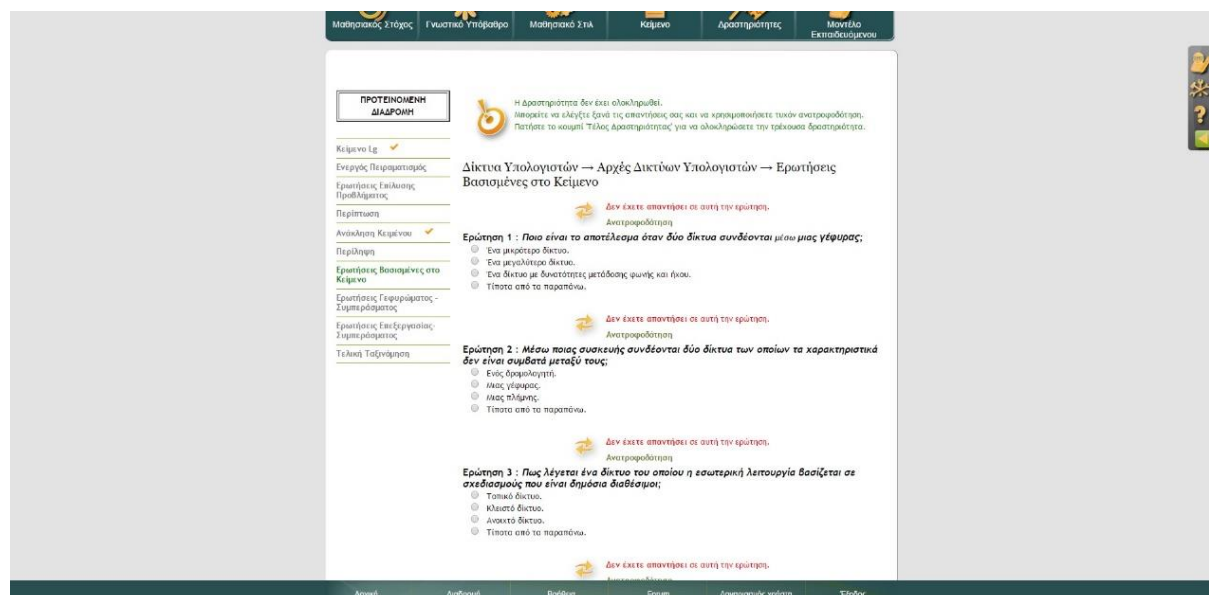 Μαθησιακός Στόχος Γνωστικό Υπόβαθρο Μαθησιακό Στιλ Κείμενο Δραστηριότητες Μοντέλο Εκπαιδευόμενου
ΠΡΟΤΕΙΝΟΜΕΝΗ
ΔΙΑΔΡΟΜΗ
Κείμενο Lg
Ενεργός Πειραματισμός
Ερωτήσεις Επίλυσης
Προβλήματος
Περίπτωση
Ανάκληση Κειμένου
Περίληψη
Ερωτήσεις Βασισμένες στο
Κείμενο
Ερωτήσεις Γεφυρώματος -
Συμπεράσματος
Ερωτήσεις Επεξεργασίας-
Συμπεράσματος
Τελική Ταξινόμηση
Η Δραστηριότητα δεν έχει ολοκληρωθεί.
Μπορείτε να ελέγξτε ξανά τις απαντήσεις σας και να χρησιμοποιήσετε τυχόν ανατροφοδότηση.
Πατήστε το κουμπί 'Τέλος Δραστηριότητας' για να ολοκληρώσετε την τρέχουσα δραστηριότητα.
Δίκτυα Υπολογιστών → Αρχές Δικτύων Υπολογιστών → Ερωτήσεις
Βασισμένες στο Κείμενο
Δεν έχετε απαντήσει σε αυτή την ερώτηση.
Ανατροφοδότηση
Ερώτηση 1 : Ποιο είναι το αποτέλεσμα όταν δύο δίκτυα συνδέονται μέσω μιας γέφυρας;
Ένα μικρότερο δίκτυο.
Ένα μεγαλύτερο δίκτυο.
Ένα δίκτυο με δυνατότητες μετάδοσης φωνής και ήχου.
Τίποτα από τα παραπάνω.
Δεν έχετε απαντήσει σε αυτή την ερώτηση.
Ανατροφοδότηση
Ερώτηση 2 : Μέσω ποιας συσκευής συνδέονται δύο δίκτυα των οποίων τα χαρακτηριστικά
δεν είναι συμβατά μεταξύ τους;
Ενός δρομολογητή.
Μιας γέφυρας.
Μιας πλήμνης.
Τίποτα από τα παραπάνω.
Δεν έχετε απαντήσει σε αυτή την ερώτηση.
Ανατροφοδότηση
Ερώτηση 3 : Πως λέγεται ένα δίκτυο του οποίου η εσωτερική λειτουργία βασίζεται σε
σχεδιασμούς που είναι δημόσια διαθέσιμοι;
Τοπικό δίκτυο.
Κλειστό δίκτυο.
Ανοιχτό δίκτυο.
Τίποτα από τα παραπάνω.
Δεν έχετε απαντήσει σε αυτή την ερώτηση.